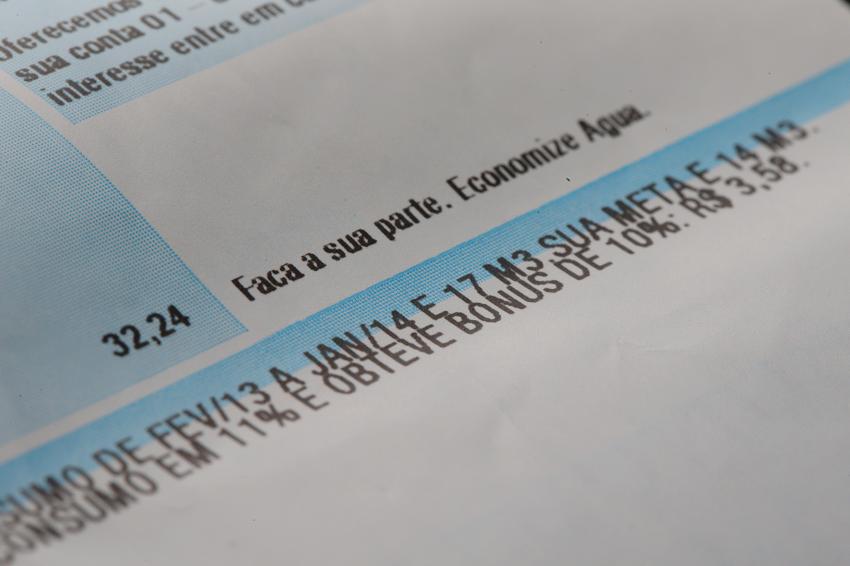 Oferecemos
sua conta 01 -
interesse entre em
Faca a sua parte. Economize Agua.
32,24
SUMO DE FEV/13 A JAN/14 E 17 M3 SUA META E 14 M3.
CONSUMO EM 11% E OBTEVE BONUS DE 10%: R$ 3,58.